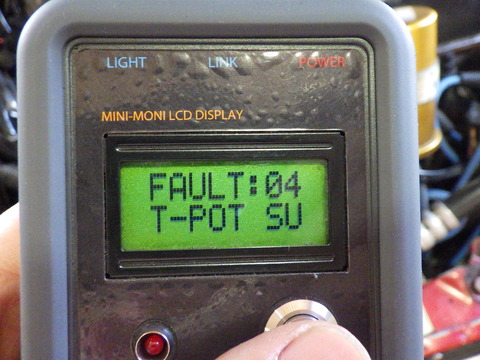 LIGHT LINK POWER
MINI-MONI LCD DISPLAY
FAULT:04
T-POT SU